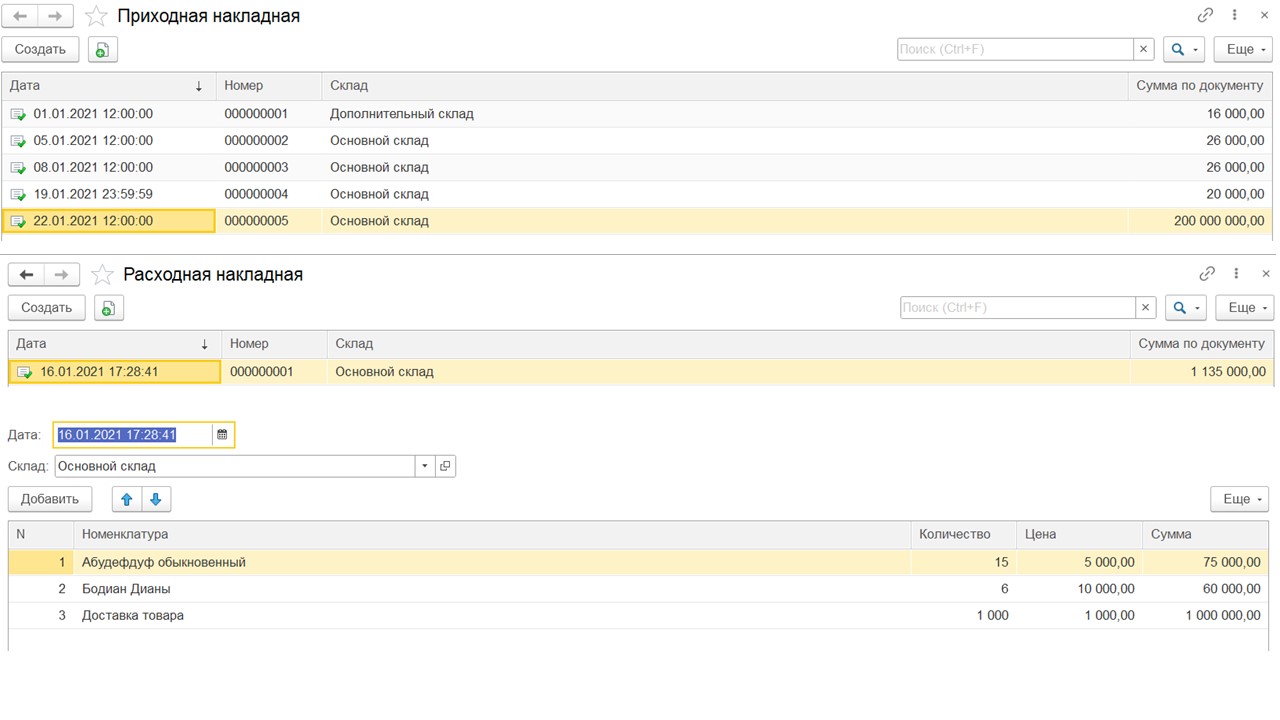 Приходная накладная
Создать Поиск (Ctrl+F) × Еще
Дата ↓ Номер Склад Сумма по документу
01.01.2021 12:00:00 000000001 Дополнительный склад 16 000,00
05.01.2021 12:00:00 000000002 Основной склад 26 000,00
08.01.2021 12:00:00 000000003 Основной склад 26 000,00
19.01.2021 23:59:59 000000004 Основной склад 20 000,00
22.01.2021 12:00:00 000000005 Основной склад 200 000 000,00
Расходная накладная
Создать Поиск (Ctrl+F) × Еще
Дата ↓ Номер Склад Сумма по документу
16.01.2021 17:28:41 000000001 Основной склад 1 135 000,00
Дата: 16.01.2021 17:28:41
Склад: Основной склад
Добавить Еще
N Номенклатура Количество Цена Сумма
1 Абудефдуф обыкновенный 15 5 000,00 75 000,00
2 Бодиан Дианы 6 10 000,00 60 000,00
3 Доставка товара 1 000 1 000,00 1 000 000,00